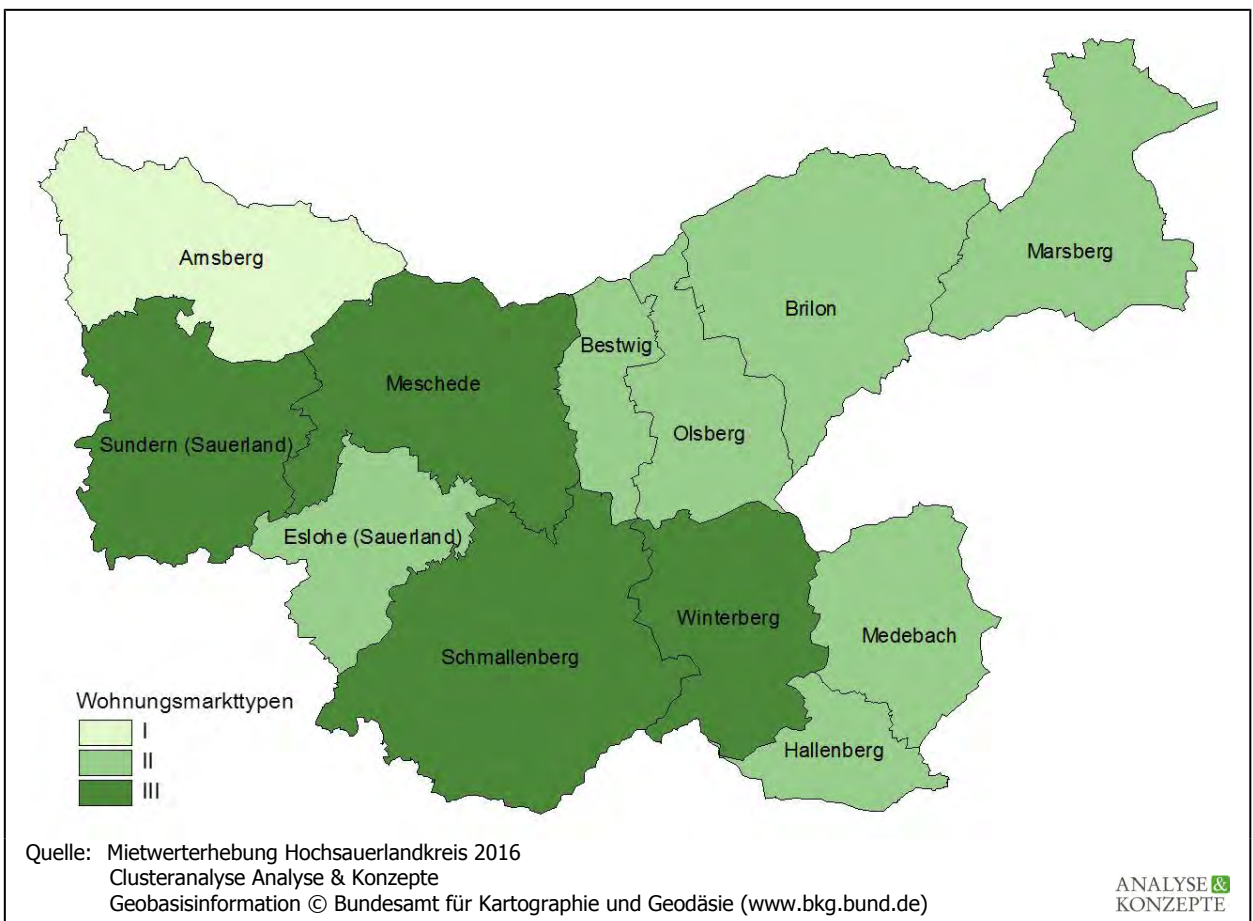 Arnsberg
Marsberg
Brilon
Bestwig
Meschede
Olsberg
Sundern (Sauerland)
Eslohe (Sauerland)
Winterberg
Medebach
Schmallenberg
Hallenberg
Wohnungsmarkttypen
I
II
III
Quelle: Mietwerterhebung Hochsauerlandkreis 2016
Clusteranalyse Analyse & Konzepte
Geobasisinformation © Bundesamt für Kartographie und Geodäsie (www.bkg.bund.de)
ANALYSE &
KONZEPTE